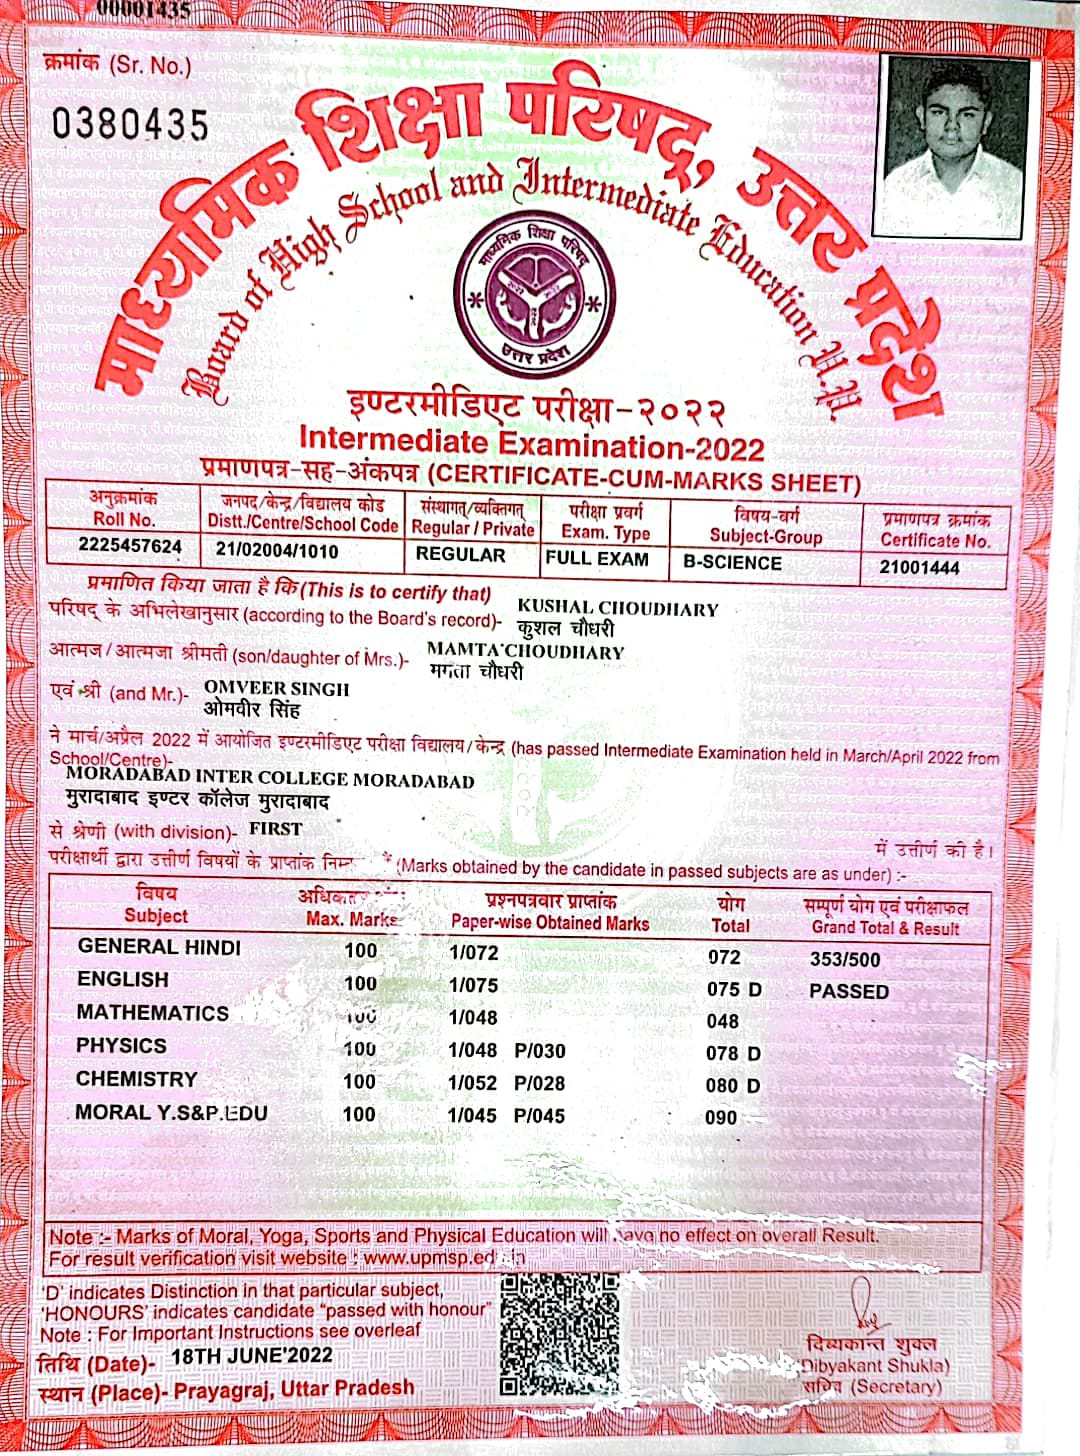 00001435
क्रमांक (Sr. No.)
0380435
माध्यमिक शिक्षा परिषद्, उत्तर प्रदेश
Board of High School and Intermediate Education U.P.
माध्यमिक शिक्षा परिषद्
उत्तर प्रदेश
इण्टरमीडिएट परीक्षा-२०२२
Intermediate Examination-2022
प्रमाणपत्र-सह-अंकपत्र (CERTIFICATE-CUM-MARKS SHEET)
अनुक्रमांक जनपद/केन्द्र/विद्यालय कोड संस्थागत/व्यक्तिगत परीक्षा प्रवर्ग विषय-वर्ग प्रमाणपत्र क्रमांक
Roll No. Distt./Centre/School Code Regular / Private Exam. Type Subject-Group Certificate No.
2225457624 21/02004/1010 REGULAR FULL EXAM B-SCIENCE 21001444
प्रमाणित किया जाता है कि (This is to certify that)
परिषद् के अभिलेखानुसार (according to the Board's record)- KUSHAL CHOUDHARY
कुशल चौधरी
आत्मज/आत्मजा श्रीमती (son/daughter of Mrs.)- MAMTA CHOUDHARY
ममता चौधरी
एवं श्री (and Mr.)- OMVEER SINGH
ओमवीर सिंह
ने मार्च/अप्रैल 2022 में आयोजित इण्टरमीडिएट परीक्षा विद्यालय/केन्द्र (has passed Intermediate Examination held in March/April 2022 from
School/Centre)-
MORADABAD INTER COLLEGE MORADABAD
मुरादाबाद इण्टर कॉलेज मुरादाबाद
से श्रेणी (with division)- FIRST
में उत्तीर्ण की है।
परीक्षार्थी द्वारा उत्तीर्ण विषयों के प्राप्तांक (Marks obtained by the candidate in passed subjects are as under) :-
विषय प्रश्नपत्रवार प्राप्तांक योग सम्पूर्ण योग एवं परीक्षाफल
Subject Max. Marks Paper-wise Obtained Marks Total Grand Total & Result
GENERAL HINDI 100 1/072 072 353/500
ENGLISH 100 1/075 075 D PASSED
MATHEMATICS 100 1/048 048
PHYSICS 100 1/048 P/030 078 D
CHEMISTRY 100 1/052 P/028 080 D
MORAL Y.S&P.EDU 100 1/045 P/045 090
Note :- Marks of Moral, Yoga, Sports and Physical Education will have no effect on overall Result.
For result verification visit website : www.upmsp.edu.in
'D' indicates Distinction in that particular subject,
'HONOURS' indicates candidate "passed with honour"
Note : For Important Instructions see overleaf
तिथि (Date)- 18TH JUNE'2022
स्थान (Place)- Prayagraj, Uttar Pradesh
दिव्यकान्त शुक्ल
(Dibyakant Shukla)
सचिव (Secretary)